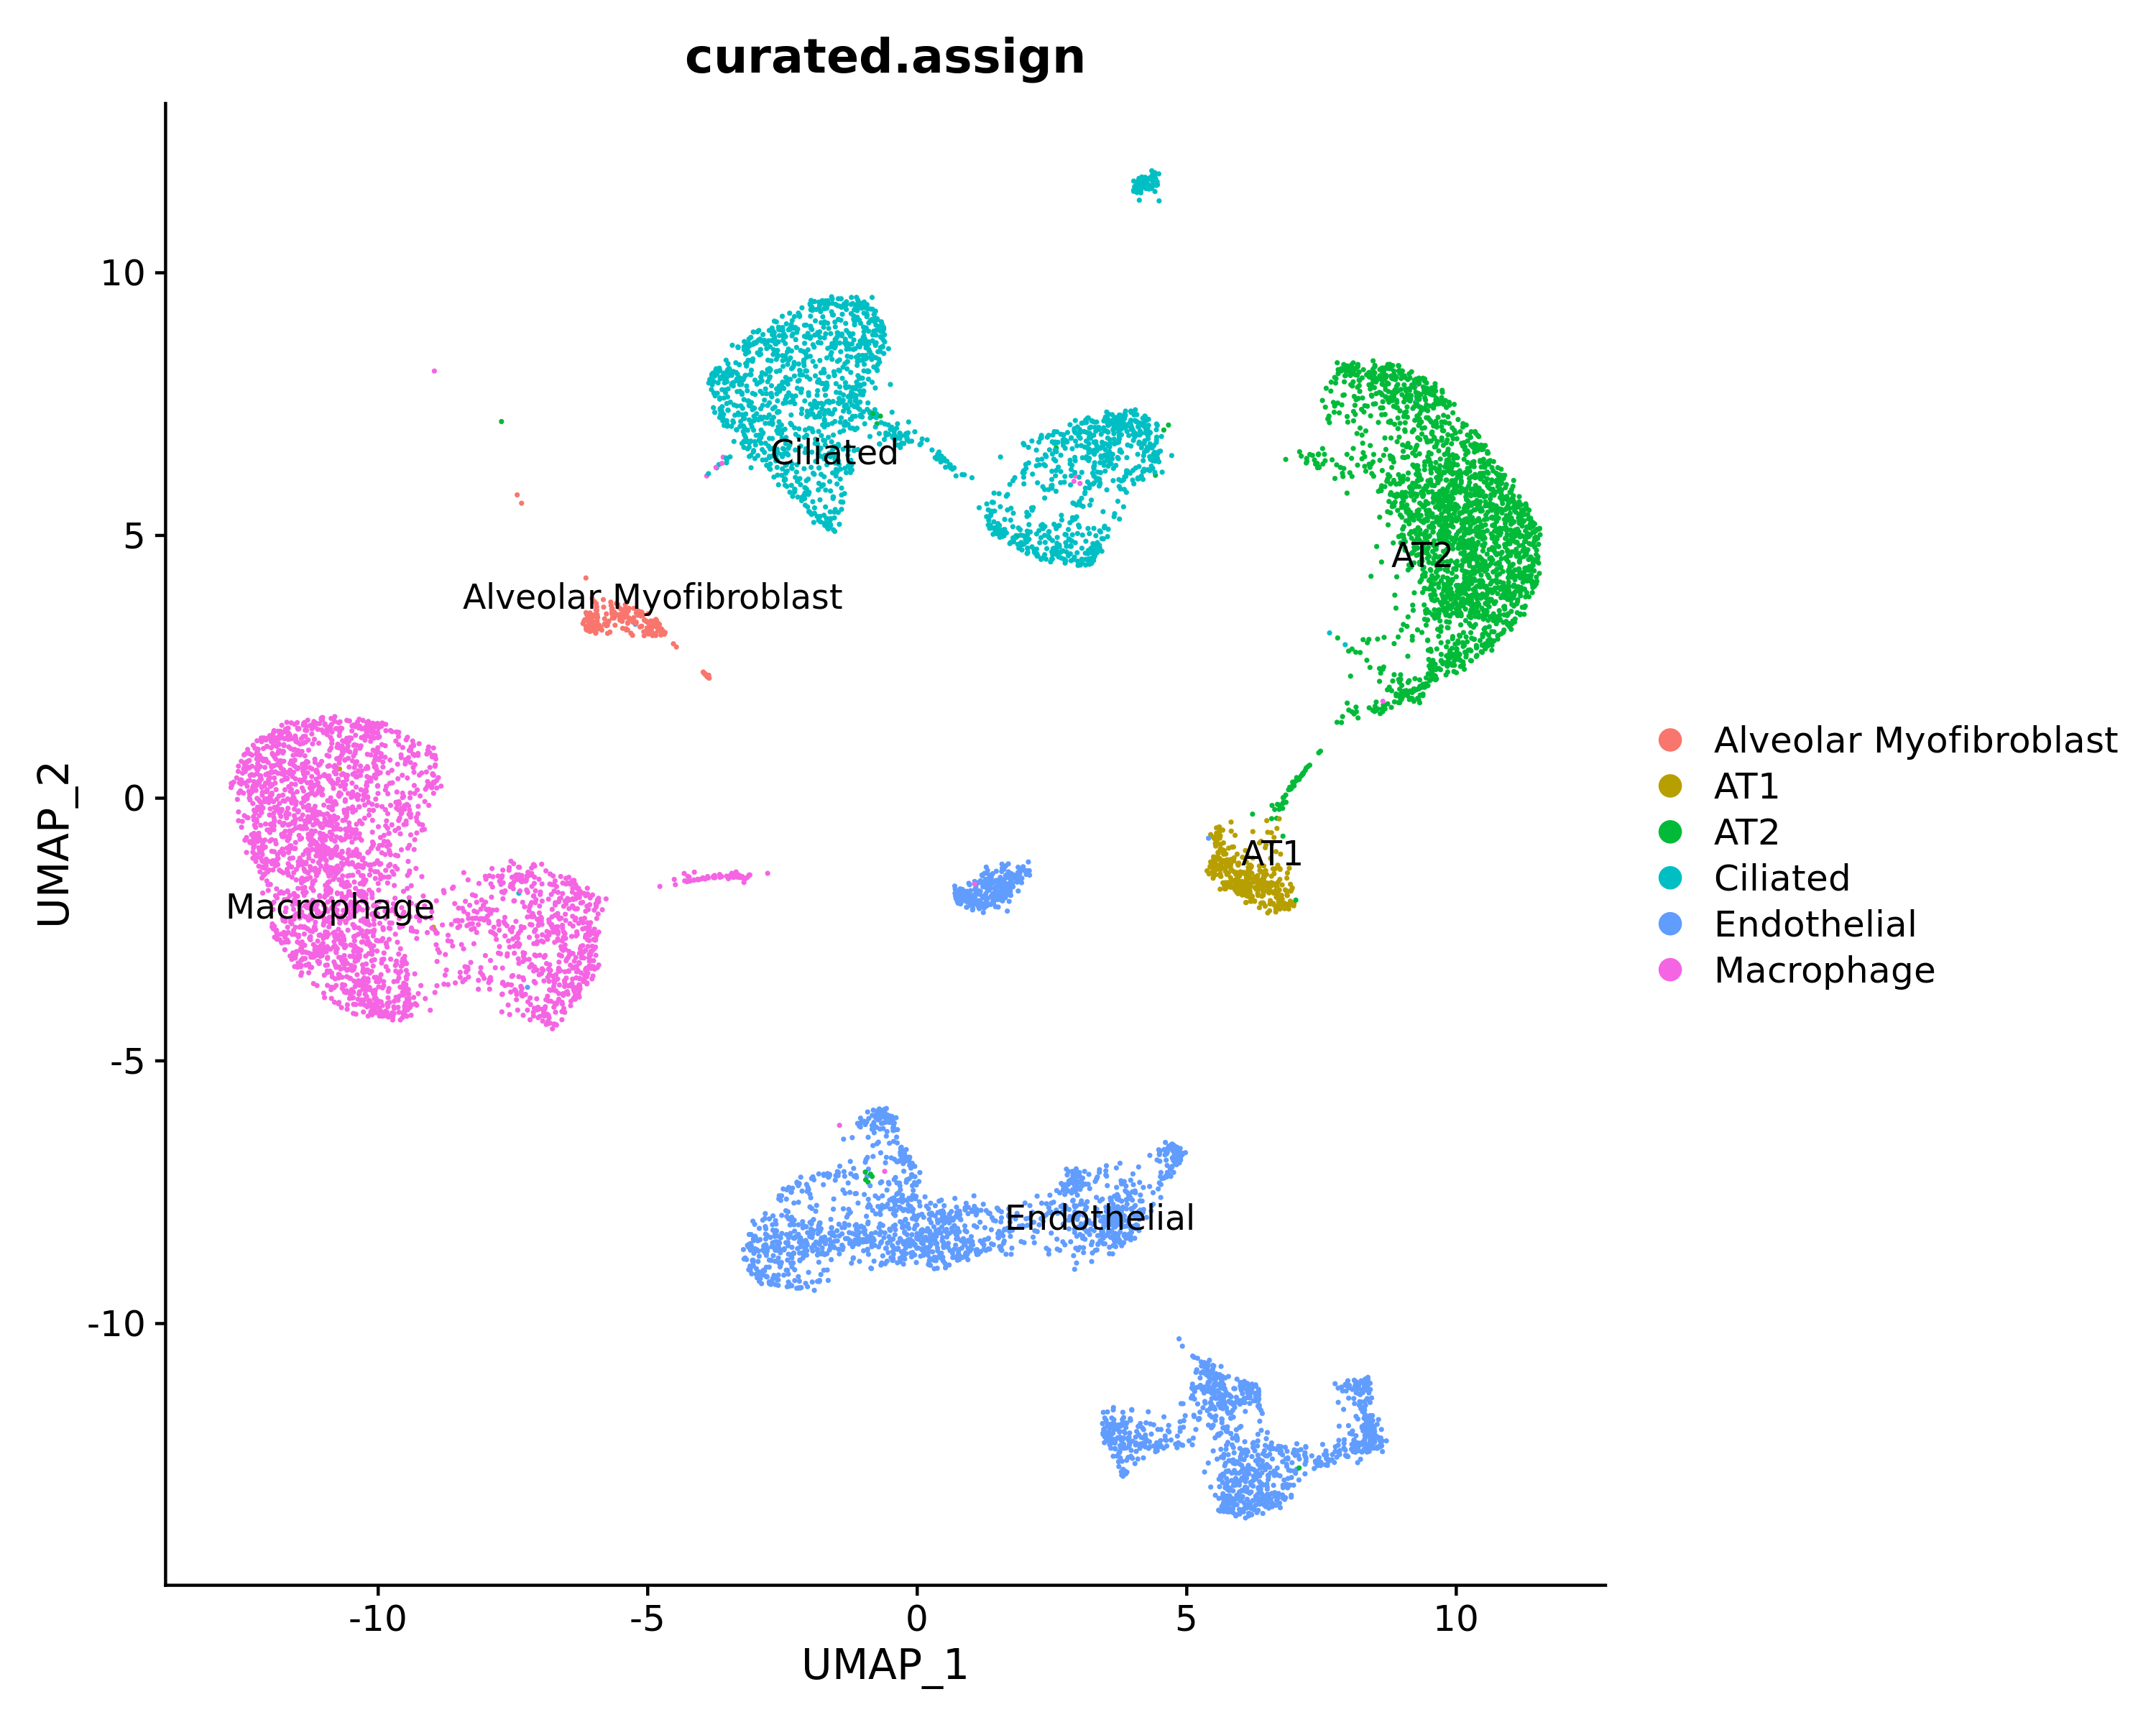 curated.assign
10
5
0
-5
-10
UMAP_2
Ciliated
AT2
Alveolar Myofibroblast
AT1
Macrophage
Endothelial
-10
-5
0
5
10
UMAP_1
Alveolar Myofibroblast
AT1
AT2
Ciliated
Endothelial
Macrophage